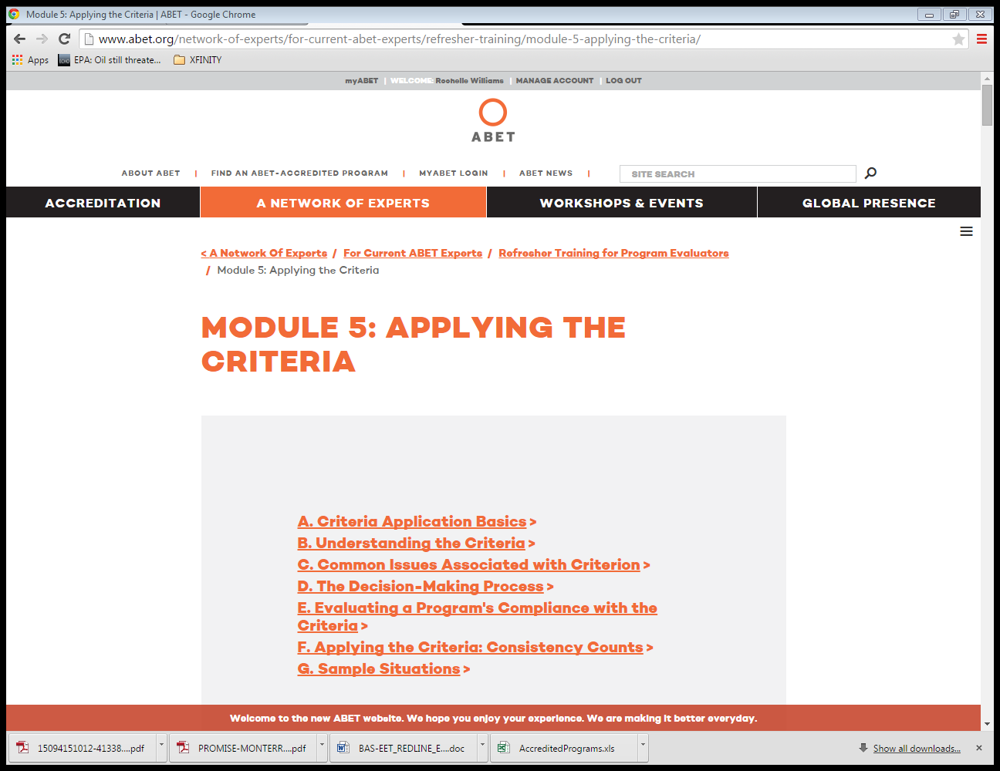 Module 5: Applying the Criteria | ABET - Google Chrome
www.abet.org/network-of-experts/for-current-abet-experts/refresher-training/module-5-applying-the-criteria/
Apps EPA: Oil still threate... XFINITY
myABET | WELCOME: Rochelle Williams | MANAGE ACCOUNT | LOG OUT
ABET
ABOUT ABET | FIND AN ABET-ACCREDITED PROGRAM | MYABET LOGIN | ABET NEWS |
SITE SEARCH
ACCREDITATION A NETWORK OF EXPERTS WORKSHOPS & EVENTS GLOBAL PRESENCE
< A Network Of Experts / For Current ABET Experts / Refresher Training for Program Evaluators
/ Module 5: Applying the Criteria
MODULE 5: APPLYING THE
CRITERIA
A. Criteria Application Basics >
B. Understanding the Criteria >
C. Common Issues Associated with Criterion >
D. The Decision-Making Process >
E. Evaluating a Program's Compliance with the
Criteria >
F. Applying the Criteria: Consistency Counts >
G. Sample Situations >
Welcome to the new ABET website. We hope you enjoy your experience. We are making it better everyday.
15094151012-41338....pdf PROMISE-MONTERR....pdf BAS-EET_REDLINE_E....doc AccreditedPrograms.xls Show all downloads...